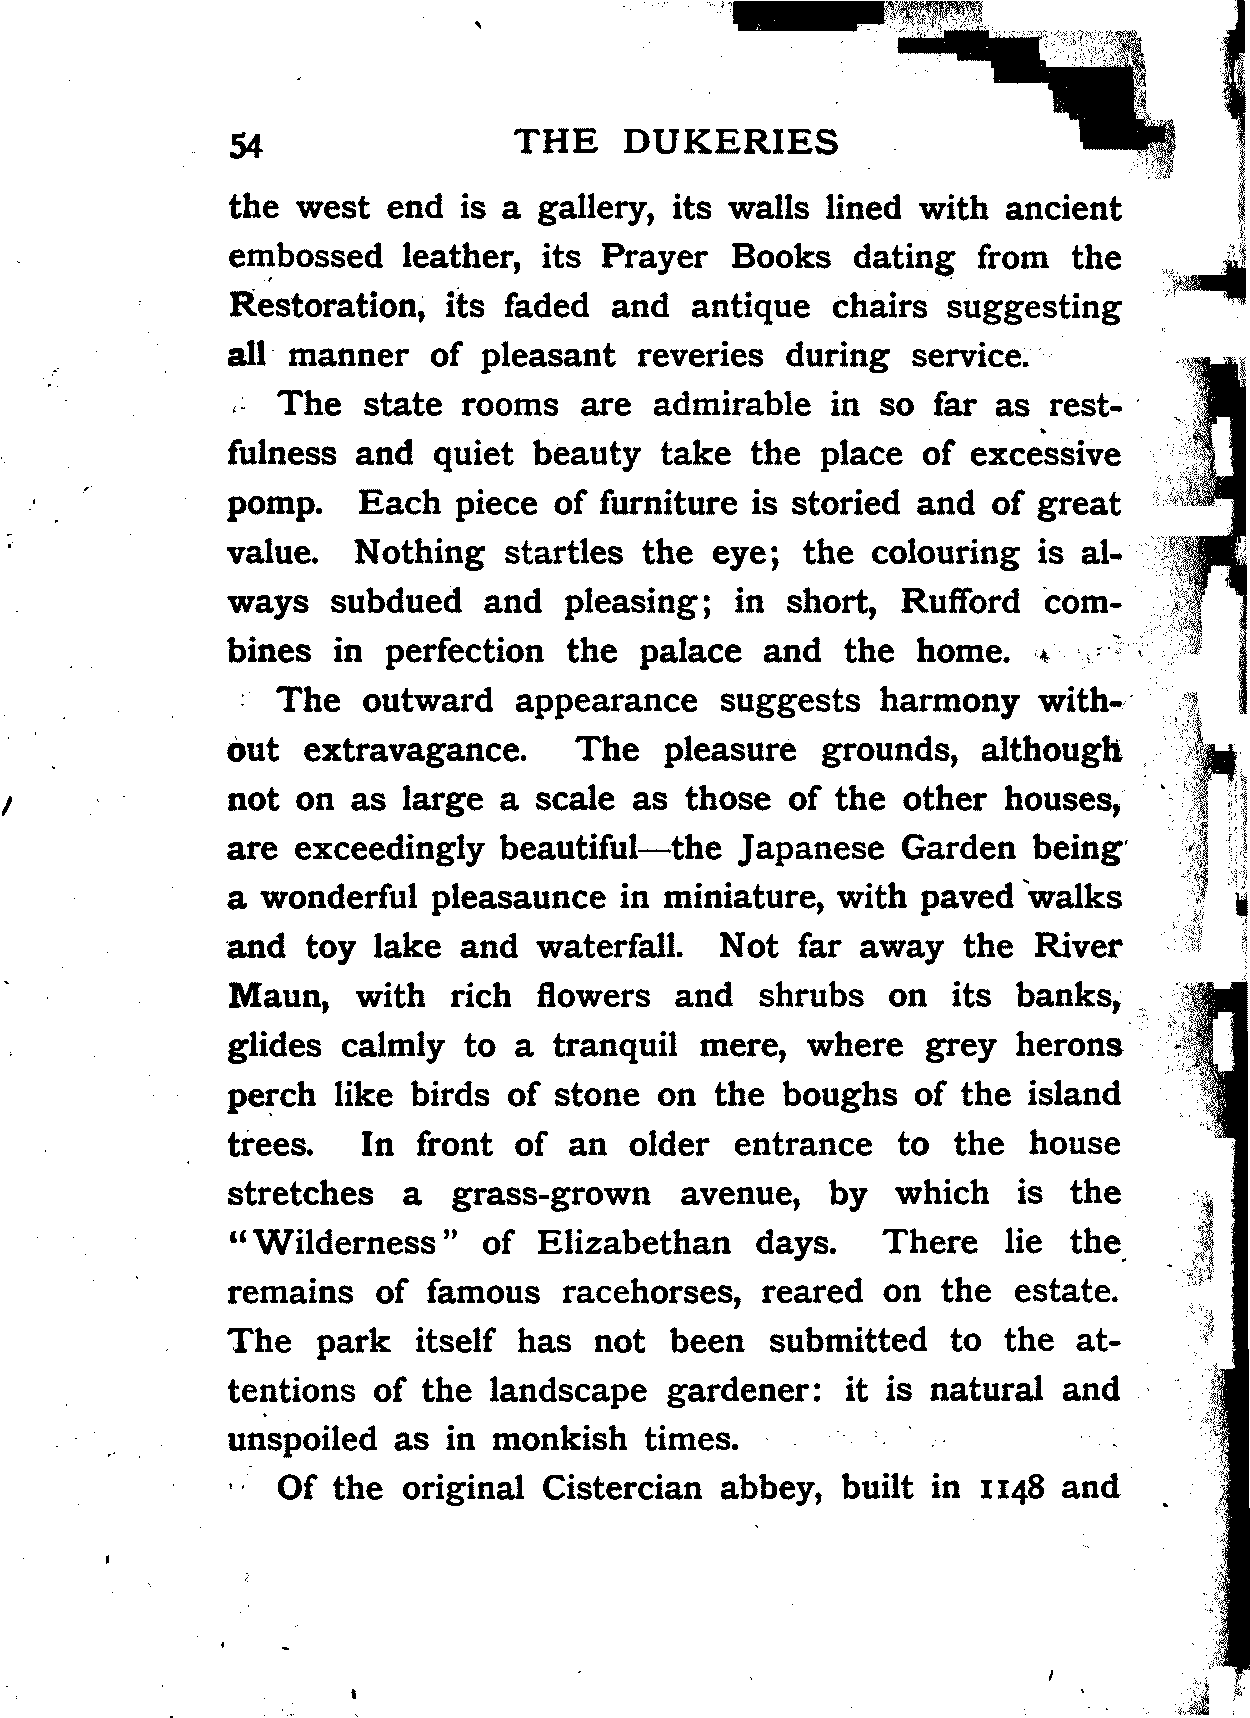 54 THE DUKERIES
the west end is a gallery, its walls lined with ancient
embossed leather, its Prayer Books dating from the
Restoration, its faded and antique chairs suggesting
all manner of pleasant reveries during service.
The state rooms are admirable in so far as rest-
fulness and quiet beauty take the place of excessive
pomp. Each piece of furniture is storied and of great
value. Nothing startles the eye; the colouring is al-
ways subdued and pleasing; in short, Rufford com-
bines in perfection the palace and the home.
The outward appearance suggests harmony with-
out extravagance. The pleasure grounds, although
not on as large a scale as those of the other houses,
are exceedingly beautiful—the Japanese Garden being
a wonderful pleasaunce in miniature, with paved walks
and toy lake and waterfall. Not far away the River
Maun, with rich flowers and shrubs on its banks,
glides calmly to a tranquil mere, where grey herons
perch like birds of stone on the boughs of the island
trees. In front of an older entrance to the house
stretches a grass-grown avenue, by which is the
"Wilderness" of Elizabethan days. There lie the
remains of famous racehorses, reared on the estate.
The park itself has not been submitted to the at-
tentions of the landscape gardener: it is natural and
unspoiled as in monkish times.
Of the original Cistercian abbey, built in 1148 and